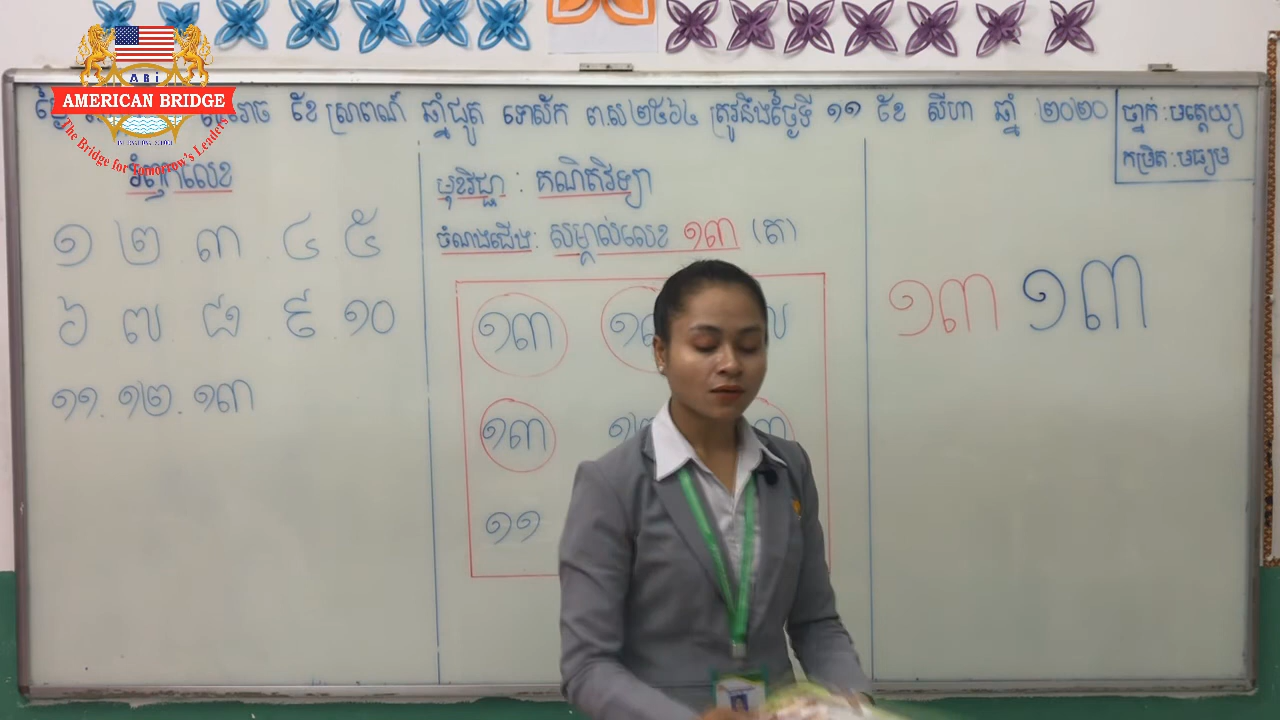 ABi
AMERICAN BRIDGE
INTERNATIONAL SCHOOL
The Bridge for Tomorrow's Leaders
រោច ខែ ស្រាពណ៍ ឆ្នាំជូត ទោស័ក ព.ស ២៥៦៤ ត្រូវនឹងថ្ងៃទី ១១ ខែ សីហា ឆ្នាំ ២០២០
ថ្នាក់ : មត្តេយ្យ
កម្រិត : មធ្យម
រំឭកលេខ
១ ២ ៣ ៤ ៥
៦ ៧ ៨ ៩ ១០
១១. ១២. ១៣
មុខវិជ្ជា : គណិតវិទ្យា
ចំណងជើង: សម្គាល់លេខ ១៣ (ត)
១៣
១៣
១១
១៣ ១៣